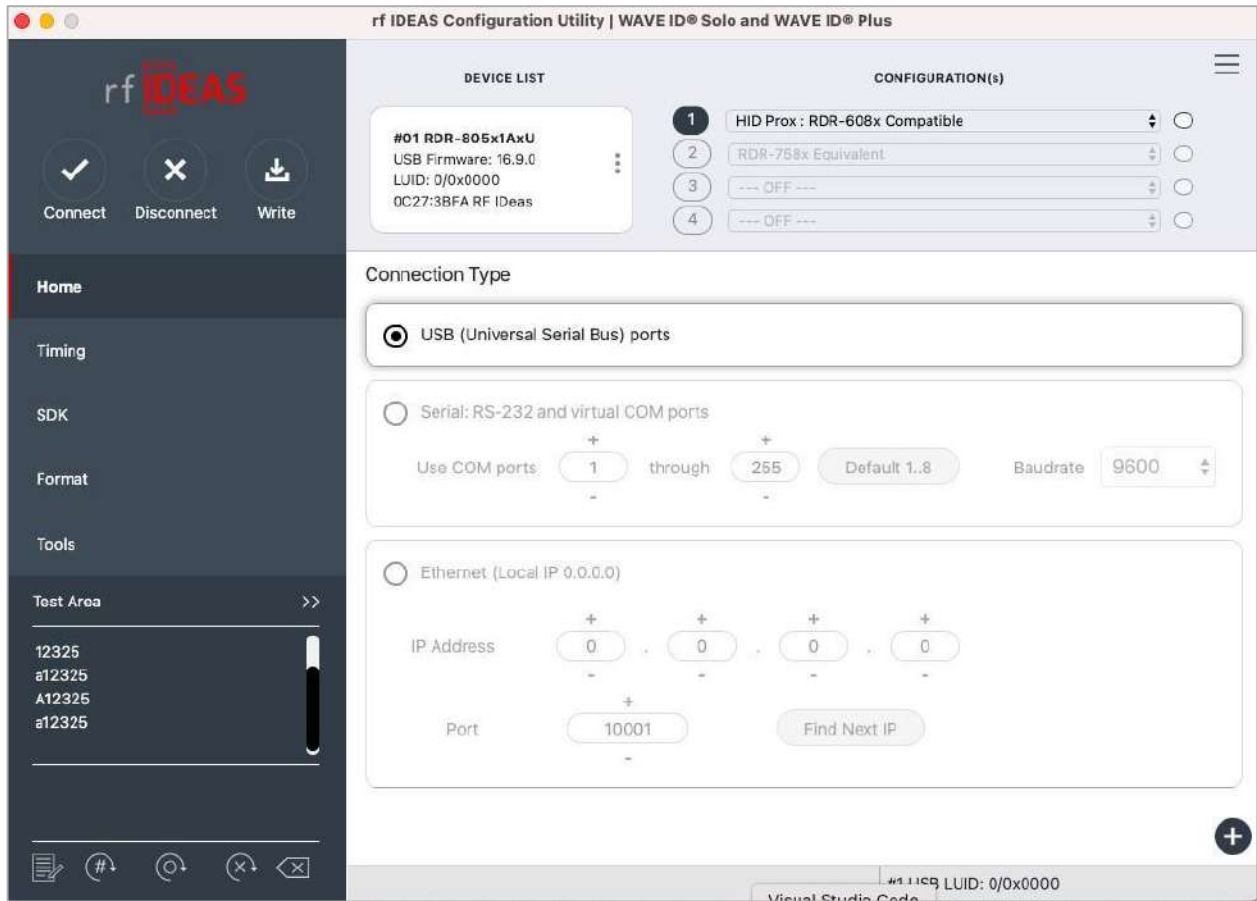 rf IDEAS Configuration Utility | WAVE ID® Solo and WAVE ID® Plus
rf IDEAS
Connect Disconnect Write
Home
Timing
SDK
Format
Tools
Test Area >>
12325
a12325
A12325
a12325
DEVICE LIST
#01 RDR-805x1AxU
USB Firmware: 16.9.0
LUID: 0/0x0000
0C27:3BFA RF IDeas
CONFIGURATION(s)
1 HID Prox : RDR-608x Compatible
2 RDR-758x Equivalent
3 --- OFF ---
4 --- OFF ---
Connection Type
USB (Universal Serial Bus) ports
Serial: RS-232 and virtual COM ports
+ +
Use COM ports 1 through 255 Default 1..8 Baudrate 9600
- -
Ethernet (Local IP 0.0.0.0)
+ + + +
IP Address 0 . 0 . 0 . 0
- - - -
+
Port 10001 Find Next IP
-
+
#1 USB LUID: 0/0x0000
Visual Studio Code